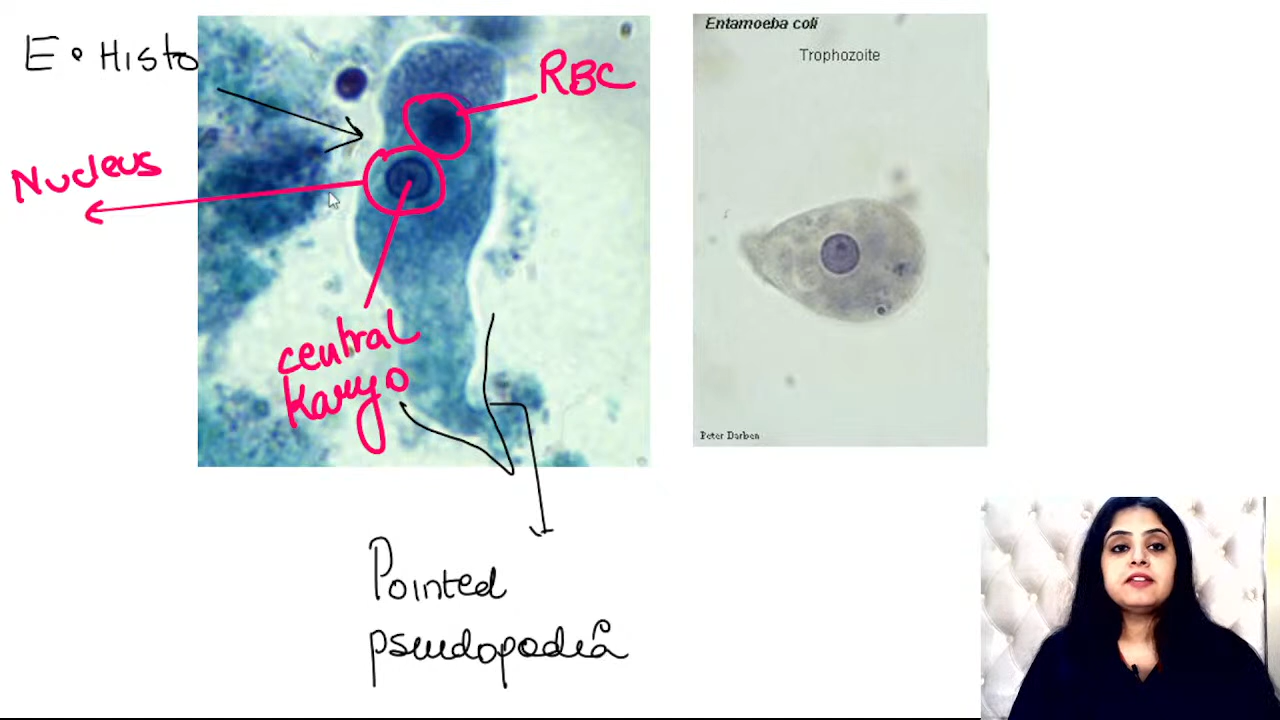 E. Histo
RBC
Nucleus
central
karyo
Pointed
pseudopodia
Entamoeba coli
Trophozoite
Peter Darben